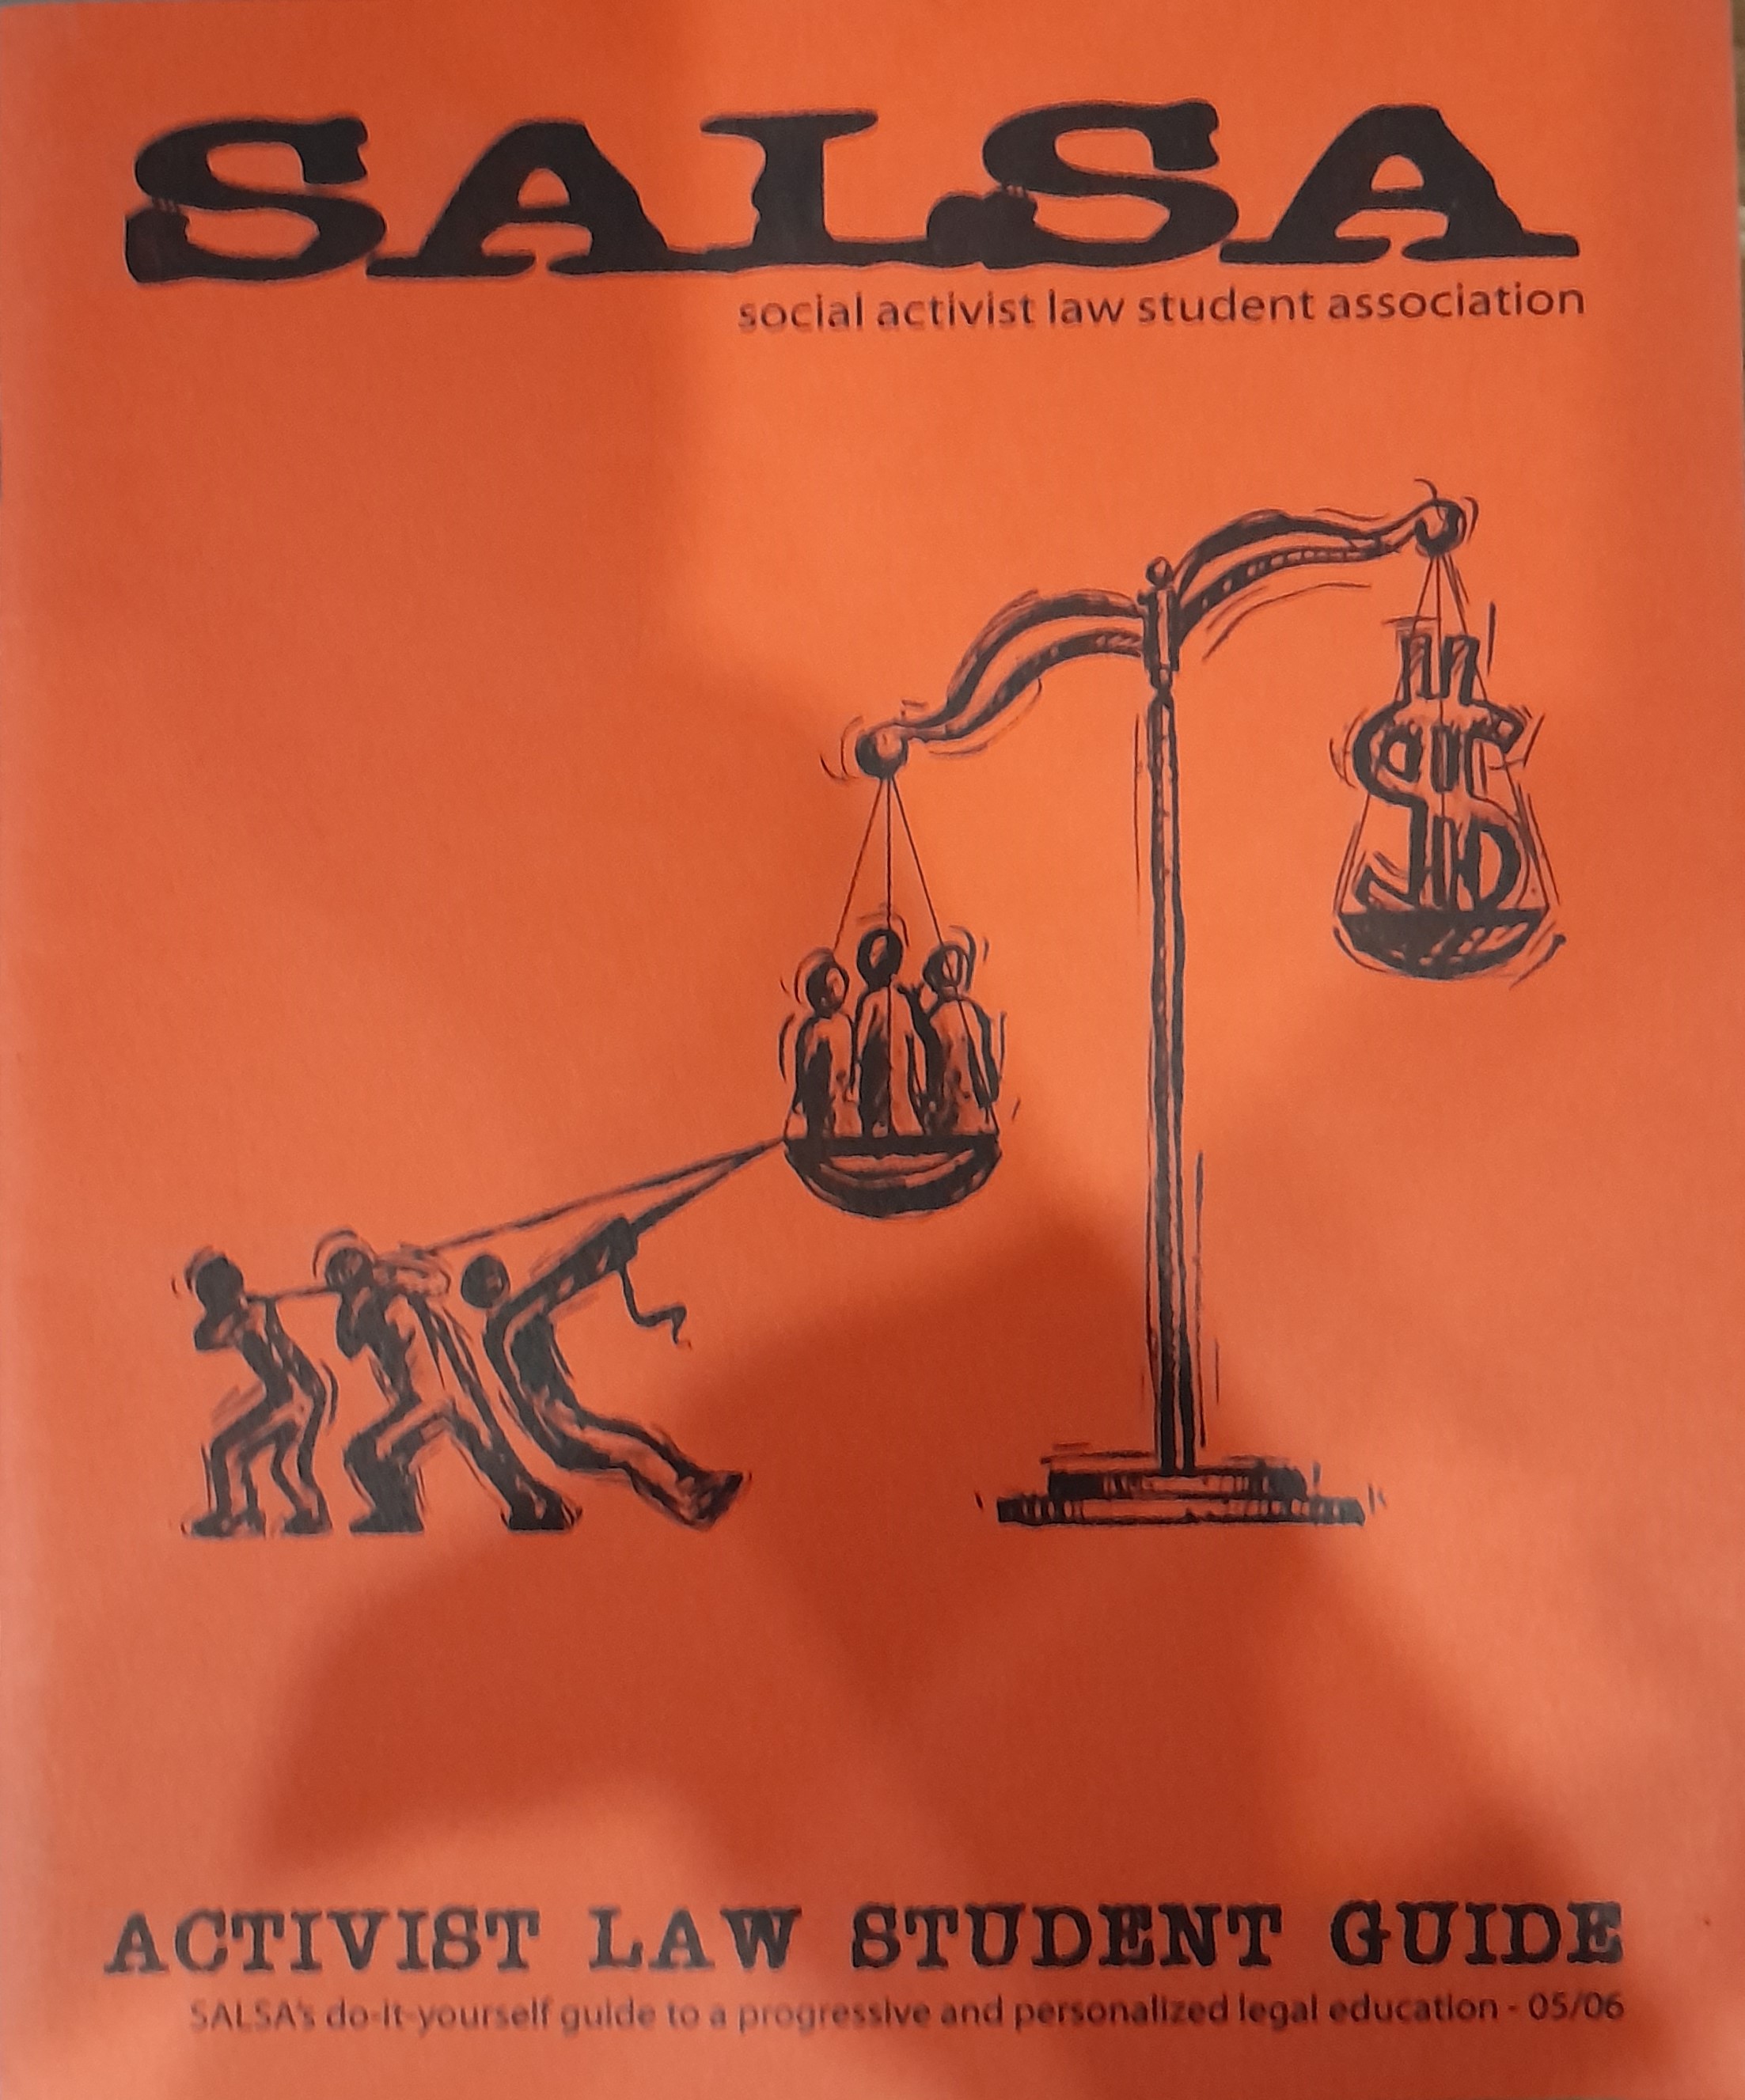 SALSA
social activist law student association
$
ACTIVIST LAW STUDENT GUIDE
SALSA's do-it-yourself guide to a progressive and personalized legal education - 05/06